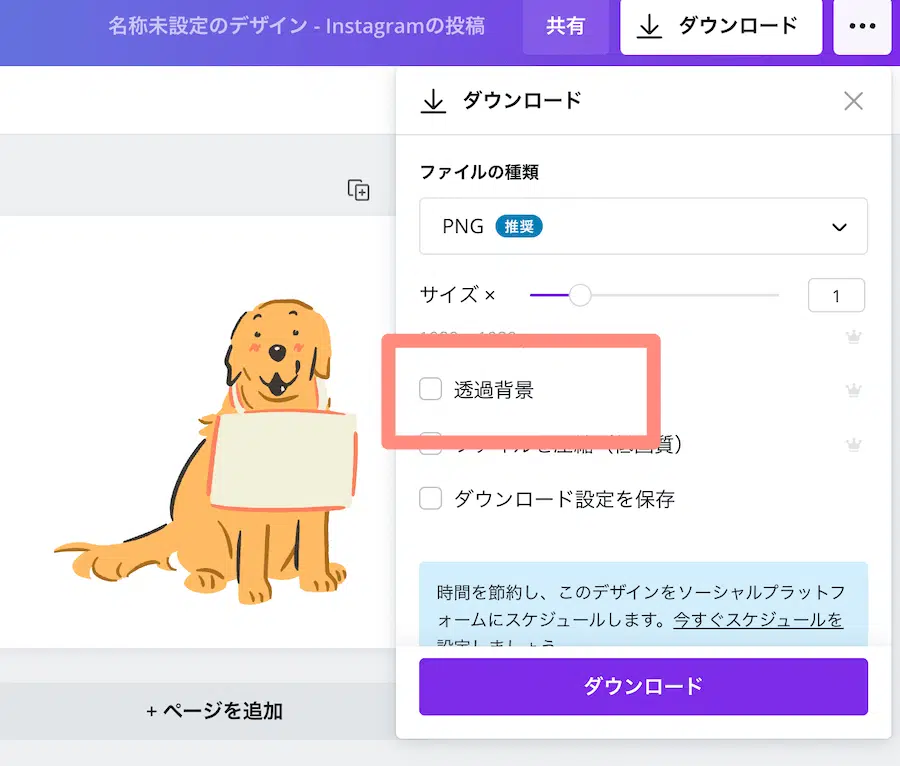 名称未設定のデザイン - Instagramの投稿
共有
ダウンロード
ダウンロード
ファイルの種類
PNG 推奨
サイズ ×
1
透過背景
ダウンロード設定を保存
時間を節約し、このデザインをソーシャルプラットフ
ォームにスケジュールします。今すぐスケジュールを
ダウンロード
+ ページを追加